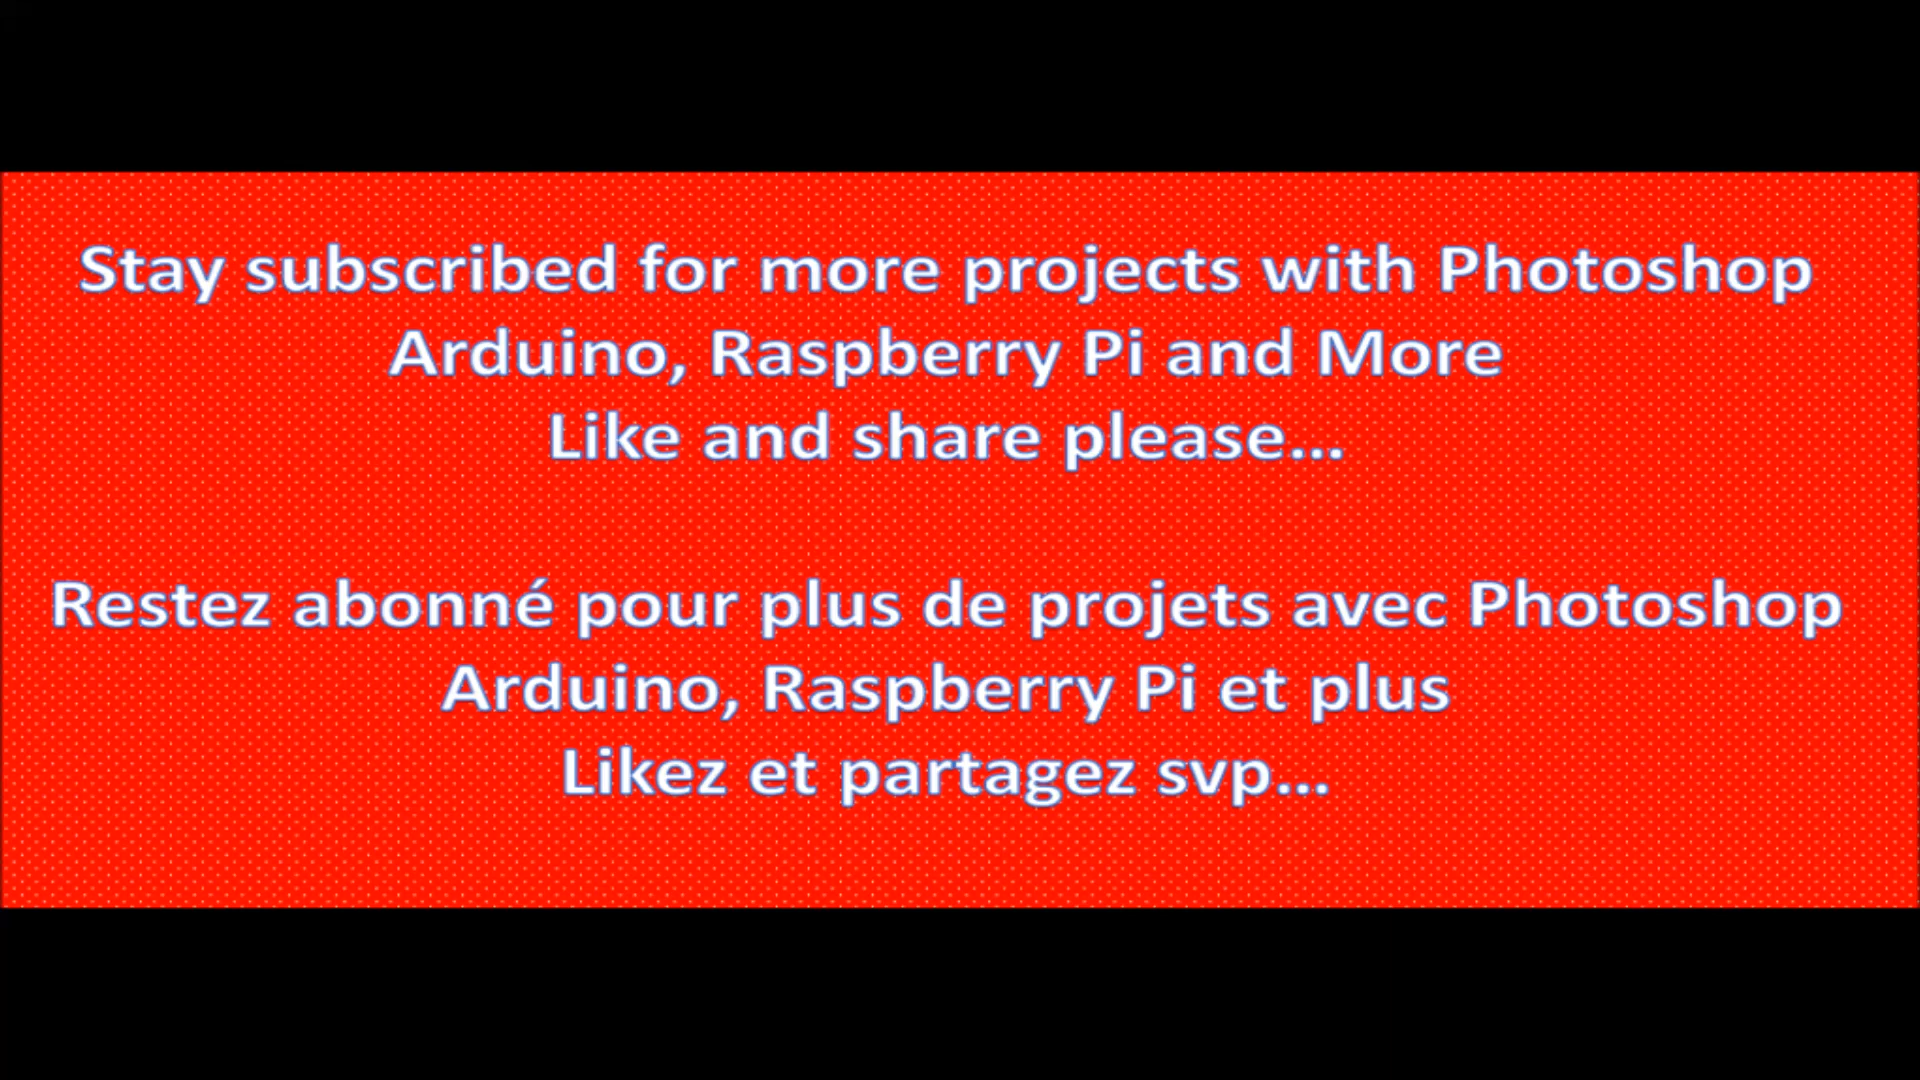 Stay subscribed for more projects with Photoshop
Arduino, Raspberry Pi and More
Like and share please...
Restez abonné pour plus de projets avec Photoshop
Arduino, Raspberry Pi et plus
Likez et partagez svp...